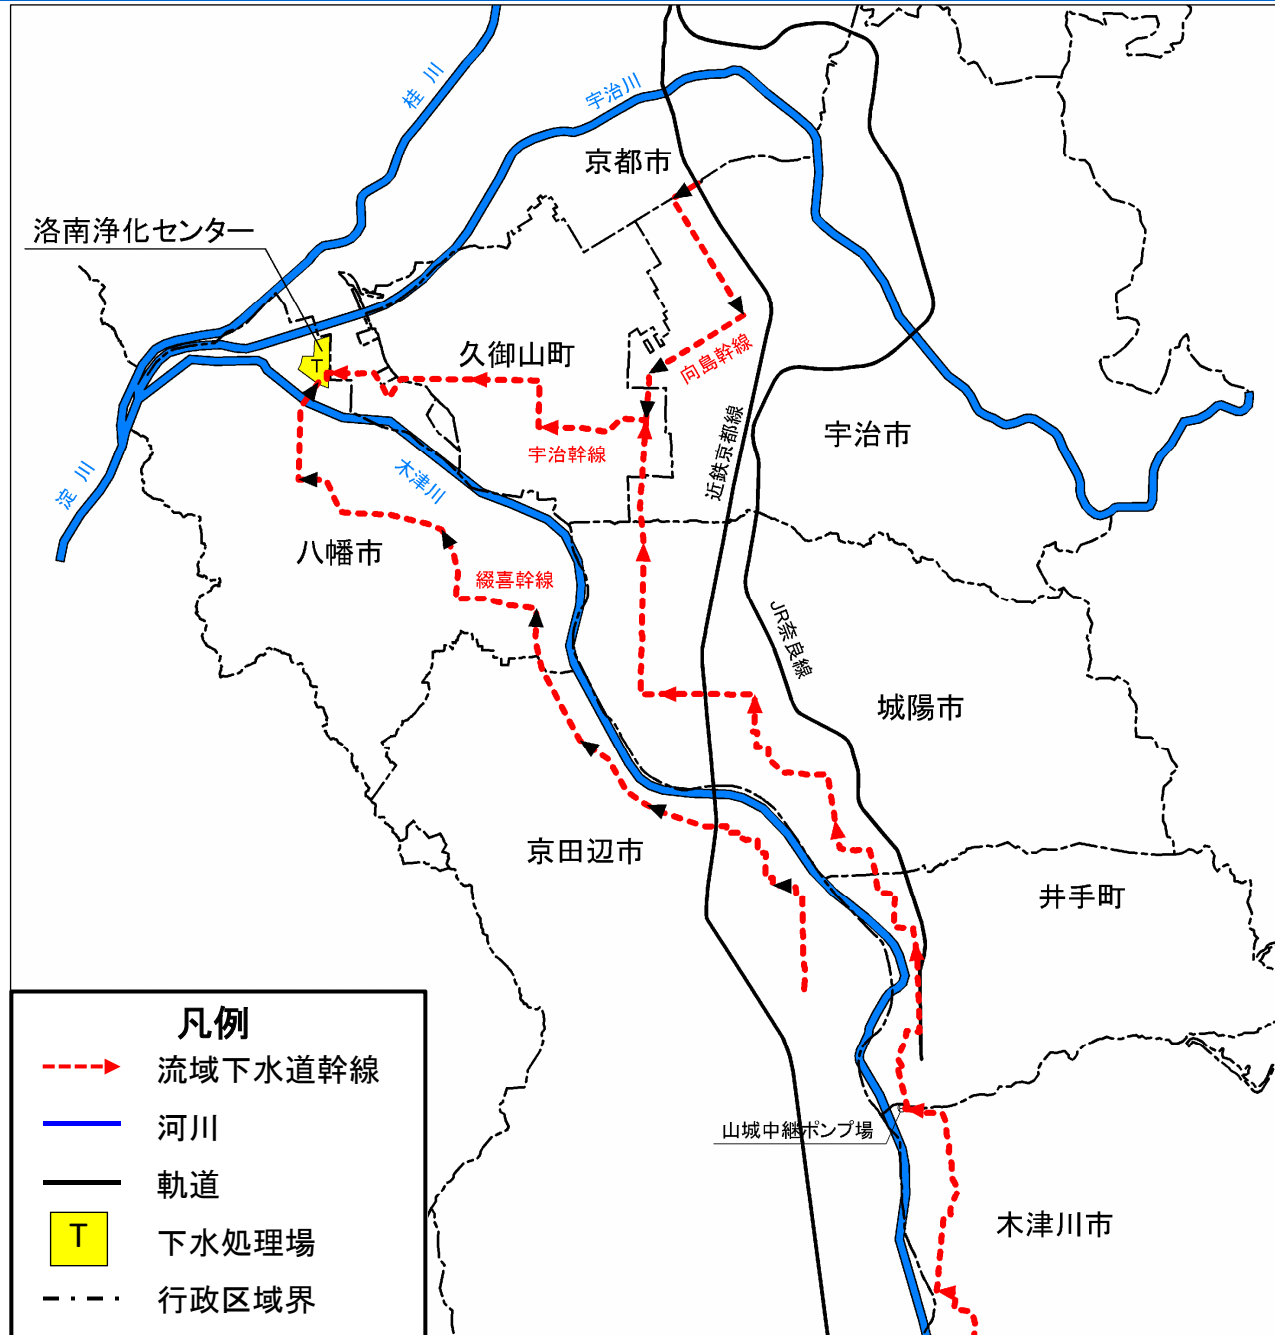 桂川
宇治川
京都市
洛南浄化センター
T
久御山町
向島幹線
近鉄京都線
宇治市
宇治幹線
木津川
淀川
八幡市
綴喜幹線
JR奈良線
城陽市
京田辺市
井手町
山城中継ポンプ場
木津川市
凡例
流域下水道幹線
河川
軌道
T
下水処理場
行政区域界